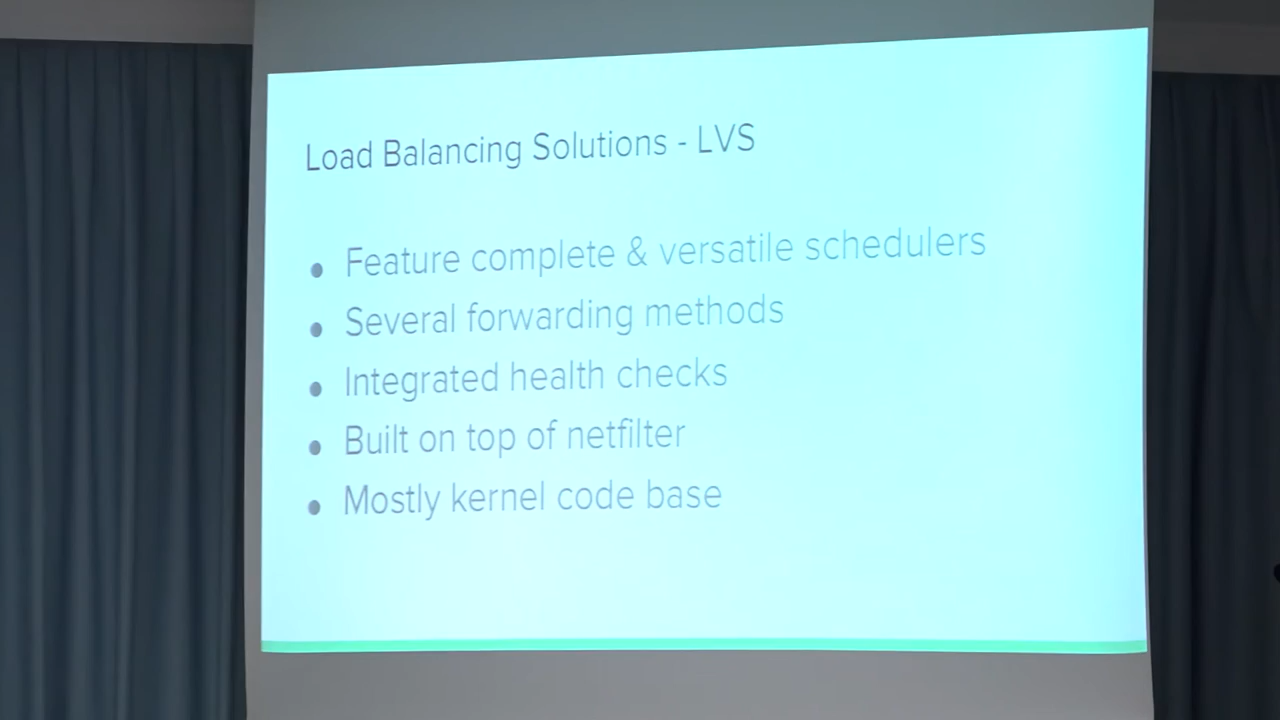 Load Balancing Solutions - LVS
• Feature complete & versatile schedulers
• Several forwarding methods
• Integrated health checks
• Built on top of netfilter
• Mostly kernel code base